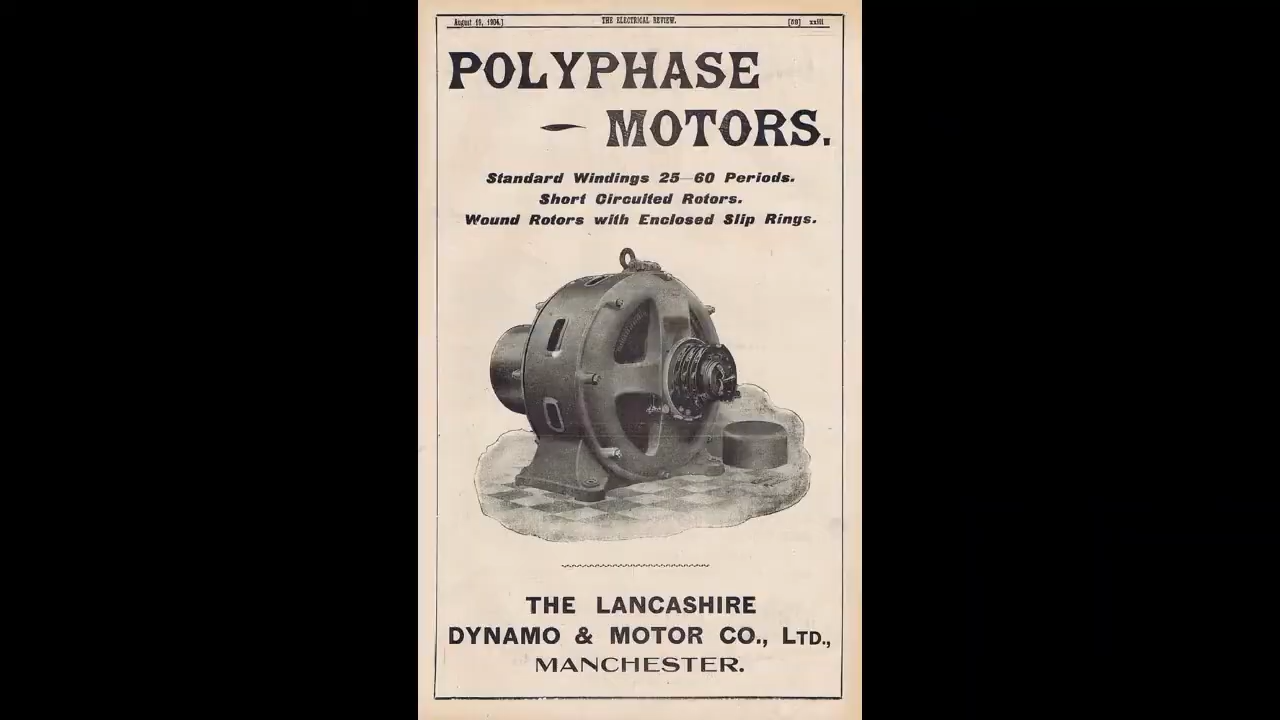 August 19, 1904.] THE ELECTRICAL REVIEW. [69] xxiii
POLYPHASE
MOTORS.
Standard Windings 25—60 Periods.
Short Circuited Rotors.
Wound Rotors with Enclosed Slip Rings.
THE LANCASHIRE
DYNAMO & MOTOR CO., LTD.,
MANCHESTER.